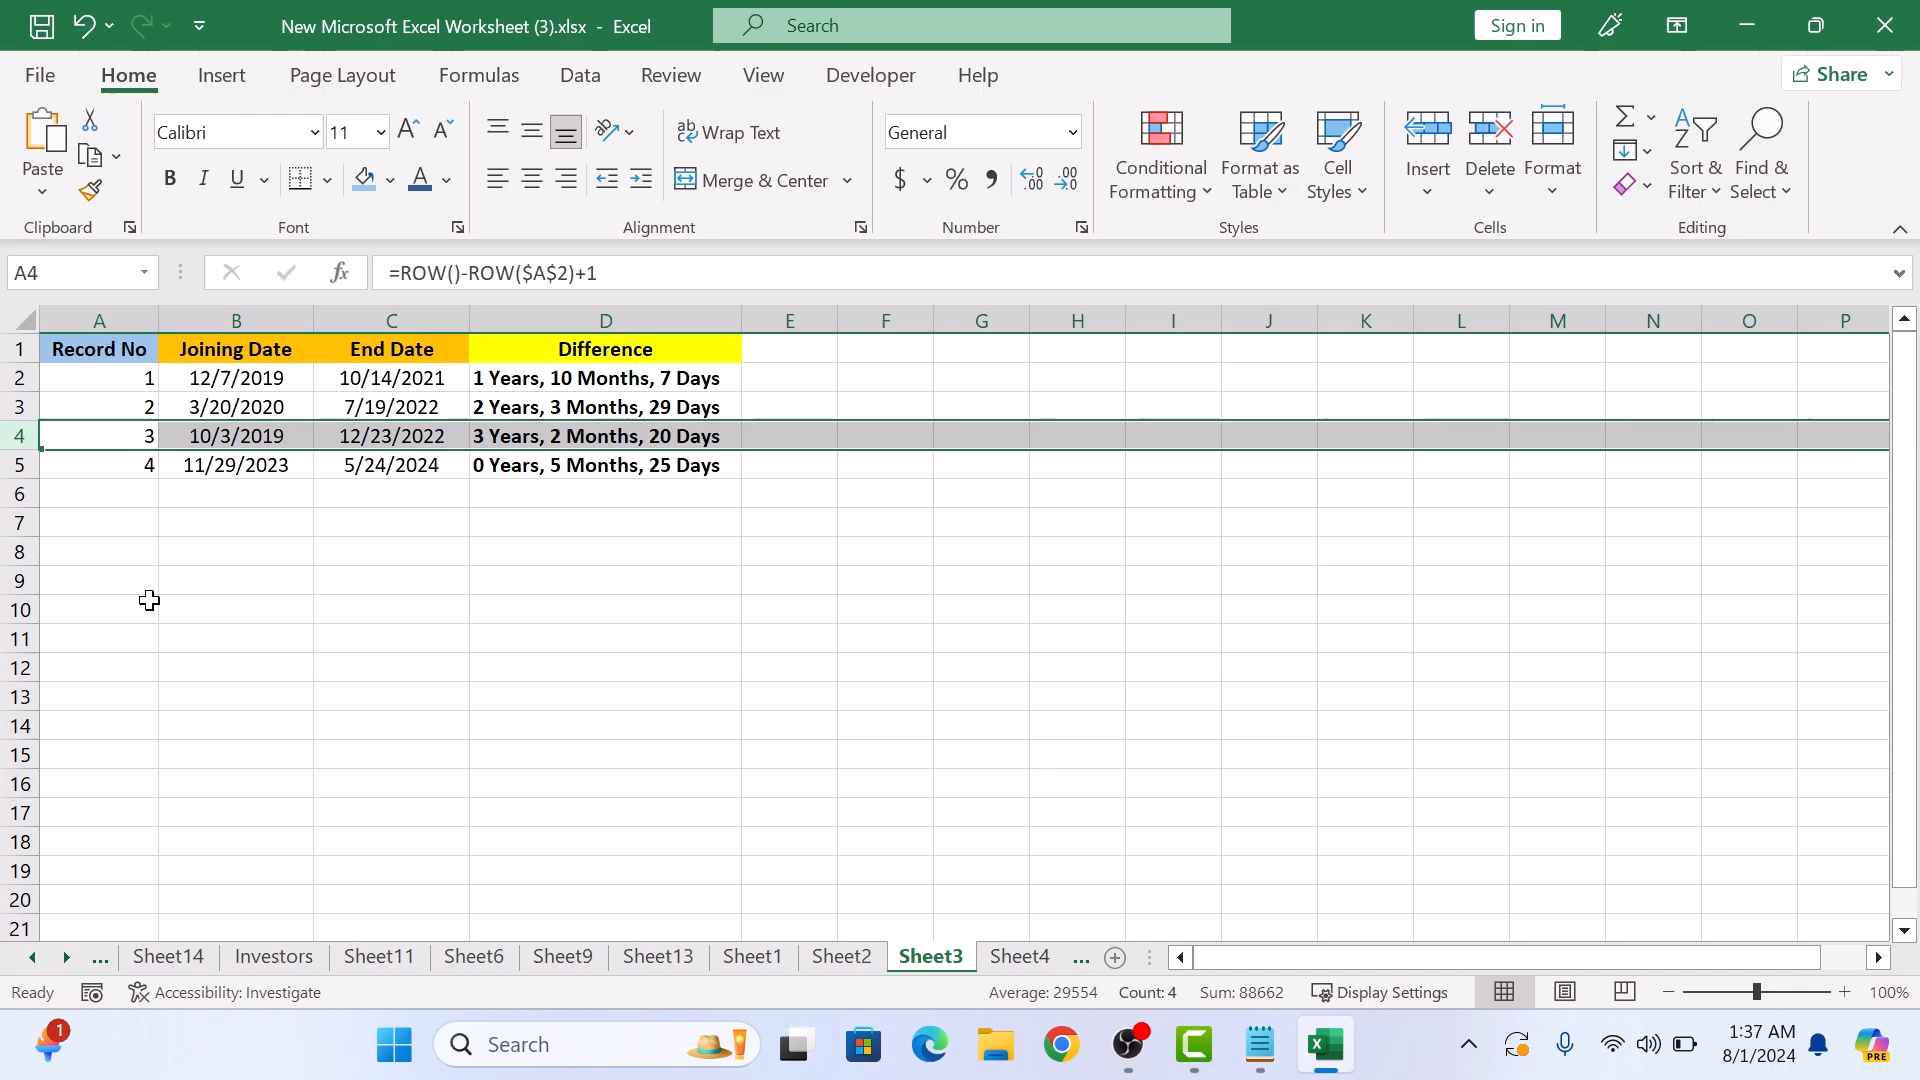 New Microsoft Excel Worksheet (3).xlsx - Excel
Search
Sign in
File Home Insert Page Layout Formulas Data Review View Developer Help
Share
Paste
Clipboard
Calibri 11
B I U A
Font
ab Wrap Text
Merge & Center
Alignment
General
$ % 9 .00 .00
Number
Conditional Formatting
Format as Table
Cell Styles
Styles
Insert Delete Format
Cells
Sort & Filter
Find & Select
Editing
A4 fx =ROW()-ROW($A$2)+1
A B C D E F G H I J K L M N O P
1 Record No Joining Date End Date Difference
2 1 12/7/2019 10/14/2021 1 Years, 10 Months, 7 Days
3 2 3/20/2020 7/19/2022 2 Years, 3 Months, 29 Days
4 3 10/3/2019 12/23/2022 3 Years, 2 Months, 20 Days
5 4 11/29/2023 5/24/2024 0 Years, 5 Months, 25 Days
6
7
8
9
10
11
12
13
14
15
16
17
18
19
20
21
... Sheet14 Investors Sheet11 Sheet6 Sheet9 Sheet13 Sheet1 Sheet2 Sheet3 Sheet4 ...
Ready Accessibility: Investigate Average: 29554 Count: 4 Sum: 88662 Display Settings 100%
1 Search 1:37 AM
8/1/2024
PRE